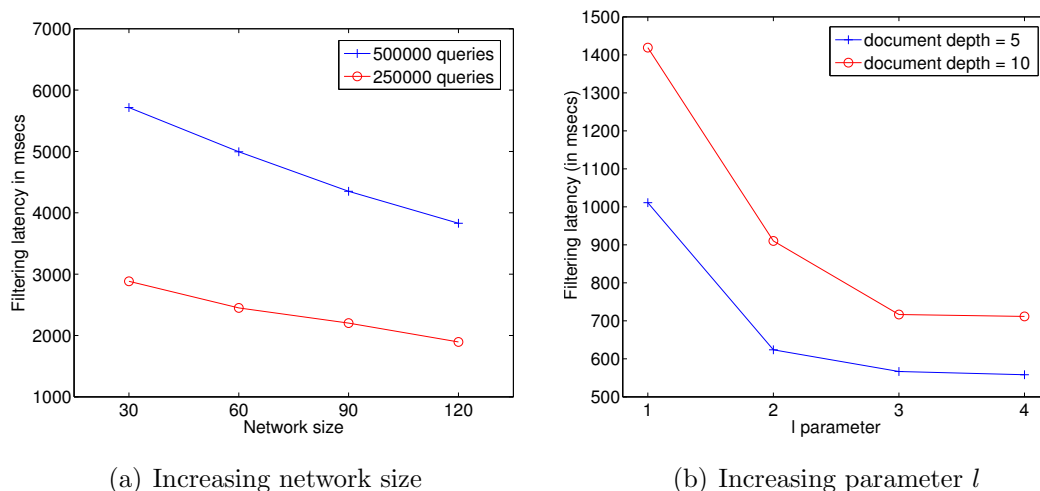 7000
6000
5000
4000
3000
2000
1000
30
60
90
120
Filtering latency in msecs
Network size
500000 queries
250000 queries
(a) Increasing network size
1500
1400
1300
1200
1100
1000
900
800
700
600
500
1
2
3
4
Filtering latency (in msecs)
l parameter
document depth = 5
document depth = 10
(b) Increasing parameter l